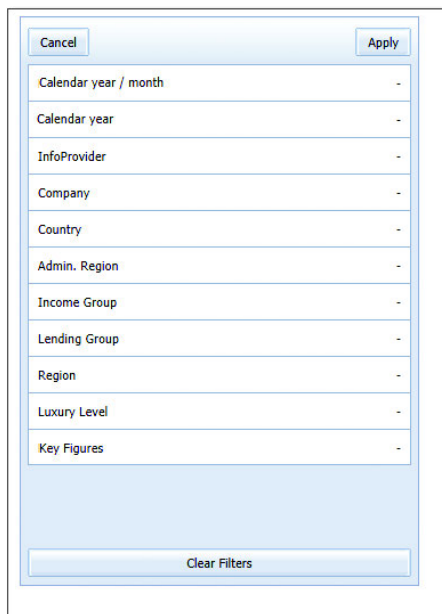 Cancel Apply
Calendar year / month -
Calendar year -
InfoProvider -
Company -
Country -
Admin. Region -
Income Group -
Lending Group -
Region -
Luxury Level -
Key Figures -
Clear Filters